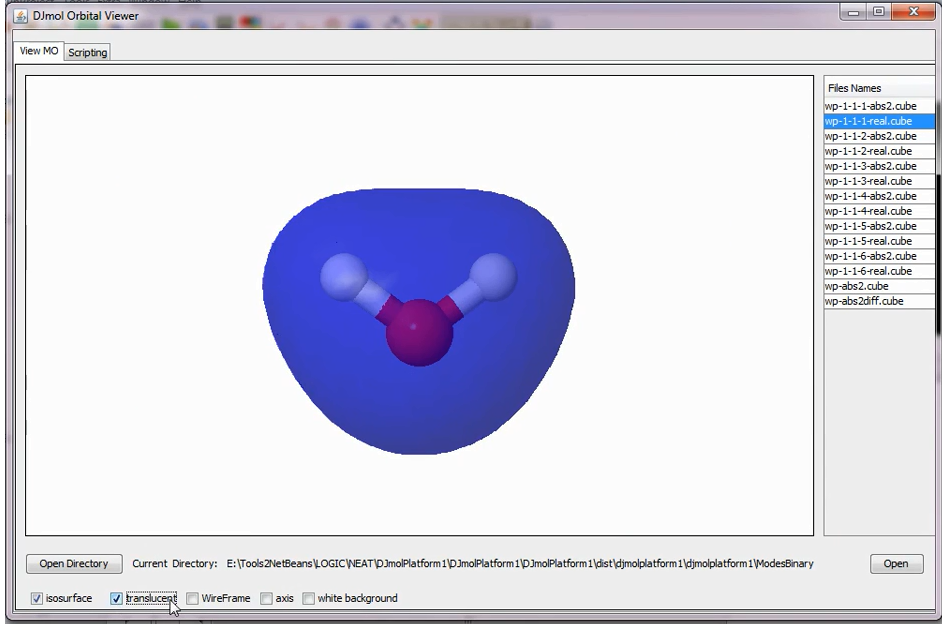 DJmol Orbital Viewer
View MO
Scripting
Files Names
wp-1-1-1-abs2.cube
wp-1-1-1-real.cube
wp-1-1-2-abs2.cube
wp-1-1-2-real.cube
wp-1-1-3-abs2.cube
wp-1-1-3-real.cube
wp-1-1-4-abs2.cube
wp-1-1-4-real.cube
wp-1-1-5-abs2.cube
wp-1-1-5-real.cube
wp-1-1-6-abs2.cube
wp-1-1-6-real.cube
wp-abs2.cube
wp-abs2diff.cube
Open Directory
Current Directory: E:\Tools2NetBeans\LOGIC\NEAT\DJmolPlatform1\DJmolPlatform1\DJmolPlatform1\dist\djmolplatform1\djmolplatform1\ModesBinary
Open
isosurface
translucent
WireFrame
axis
white background